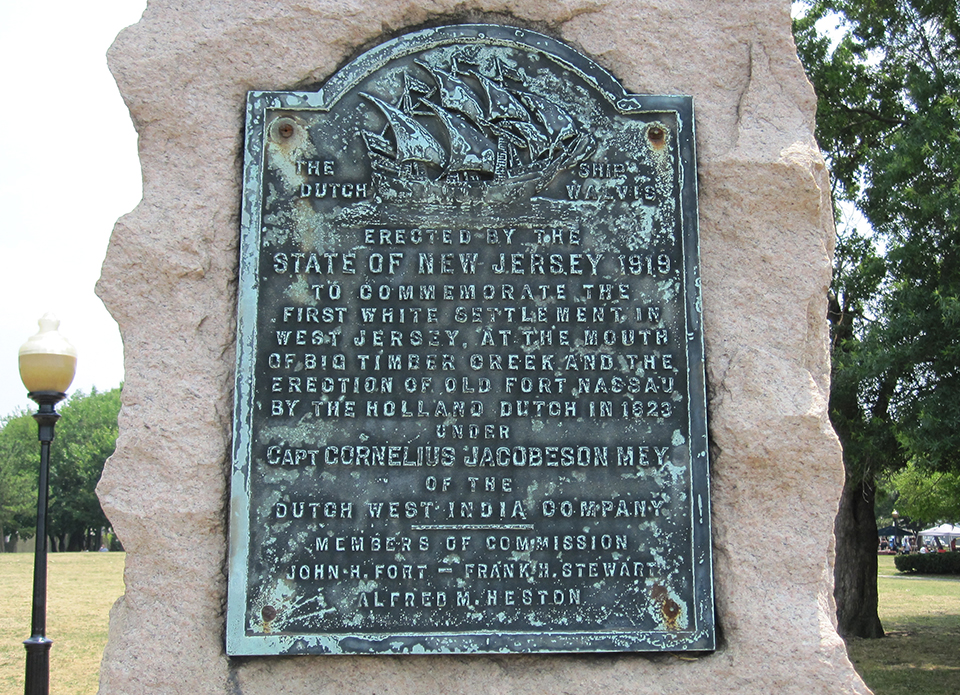 THE SHIP
DUTCH WALVIS
ERECTED BY THE
STATE OF NEW JERSEY 1919
TO COMMEMORATE THE
FIRST WHITE SETTLEMENT IN
WEST JERSEY, AT THE MOUTH
OF BIG TIMBER CREEK AND THE
ERECTION OF OLD FORT NASSAU
BY THE HOLLAND DUTCH IN 1623
UNDER
CAPT CORNELIUS JACOBESON MEY
OF THE
DUTCH WEST INDIA COMPANY
MEMBERS OF COMMISSION
JOHN H. FORT — FRANK H. STEWART
ALFRED M. HESTON